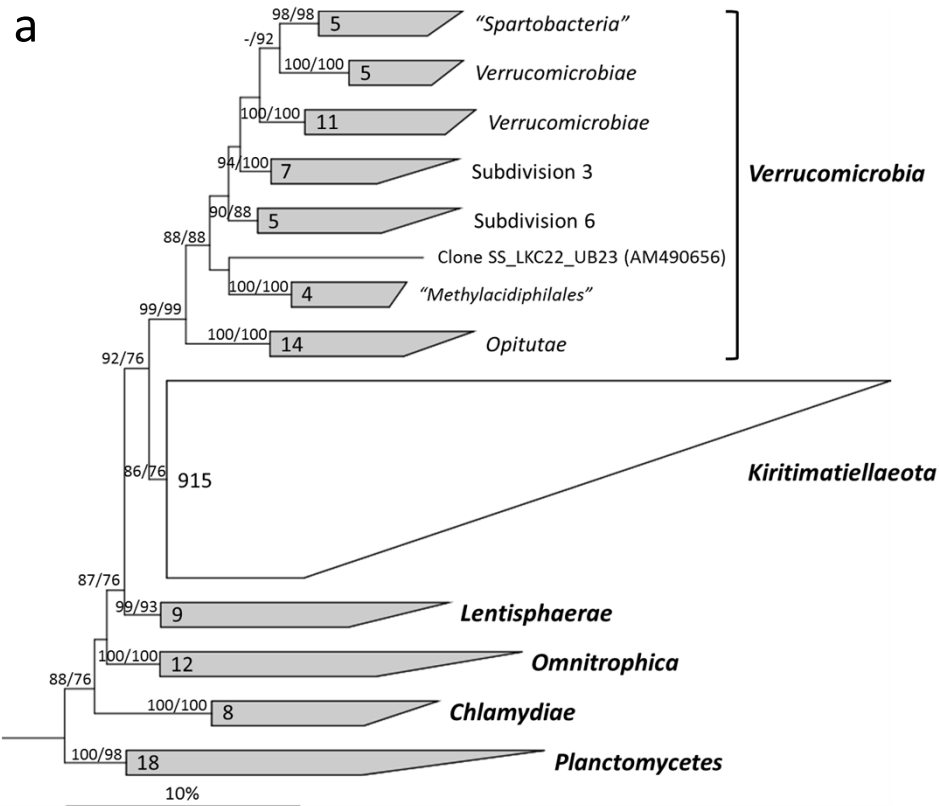 a
98/98
5
“Spartobacteria”
-/92
100/100
5
Verrucomicrobiae
100/100
11
Verrucomicrobiae
94/100
7
Subdivision 3
Verrucomicrobia
90/88
5
Subdivision 6
88/88
Clone SS_LKC22_UB23 (AM490656)
100/100
4
“Methylacidiphilales”
99/99
100/100
14
Opitutae
92/76
86/76
915
Kiritimatiellaeota
87/76
99/93
9
Lentisphaerae
100/100
12
Omnitrophica
88/76
100/100
8
Chlamydiae
100/98
18
Planctomycetes
10%